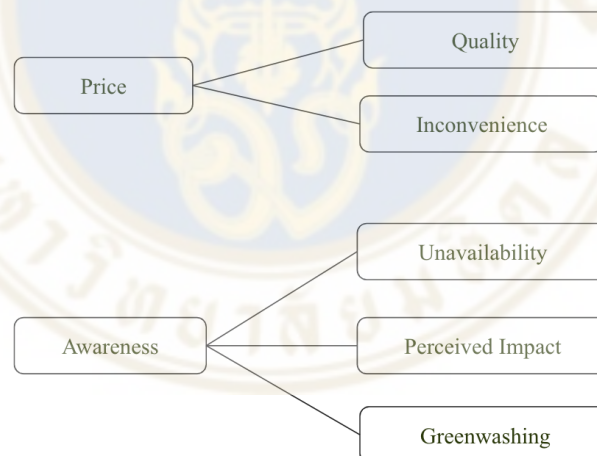 Price
Quality
Inconvenience
Awareness
Unavailability
Perceived Impact
Greenwashing